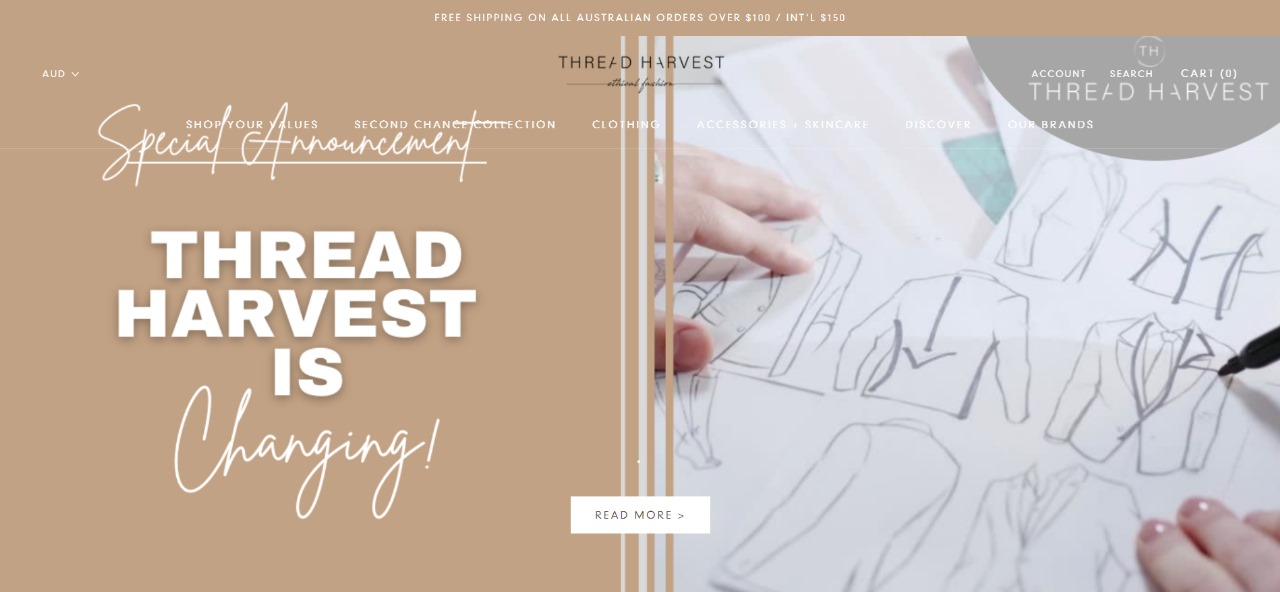 FREE SHIPPING ON ALL AUSTRALIAN ORDERS OVER $100 / INT'L $150
AUD
THREAD HARVEST
ethical fashion
ACCOUNT
SEARCH
CART (0)
TH
THREAD HARVEST
SHOP YOUR VALUES
SECOND CHANCE COLLECTION
CLOTHING
ACCESSORIES + SKINCARE
DISCOVER
OUR BRANDS
Special Announcement
THREAD
HARVEST
IS
Changing!
READ MORE >